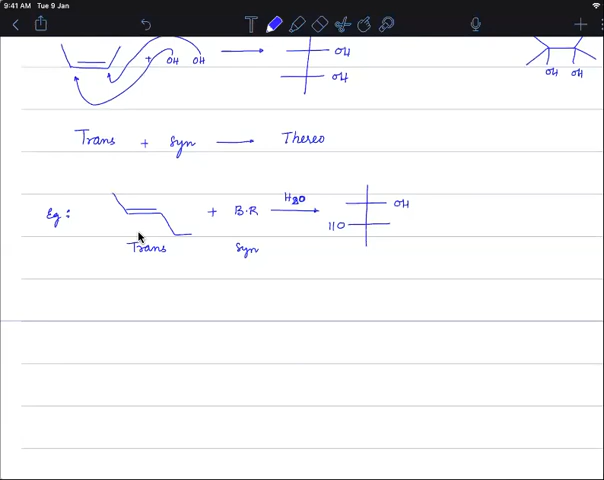 9:41 AM Tue 9 Jan
+ OH OH OH
OH
OH OH
Trans + Syn Thereo
Eg: + B.R H2O OH
HO
Trans Syn